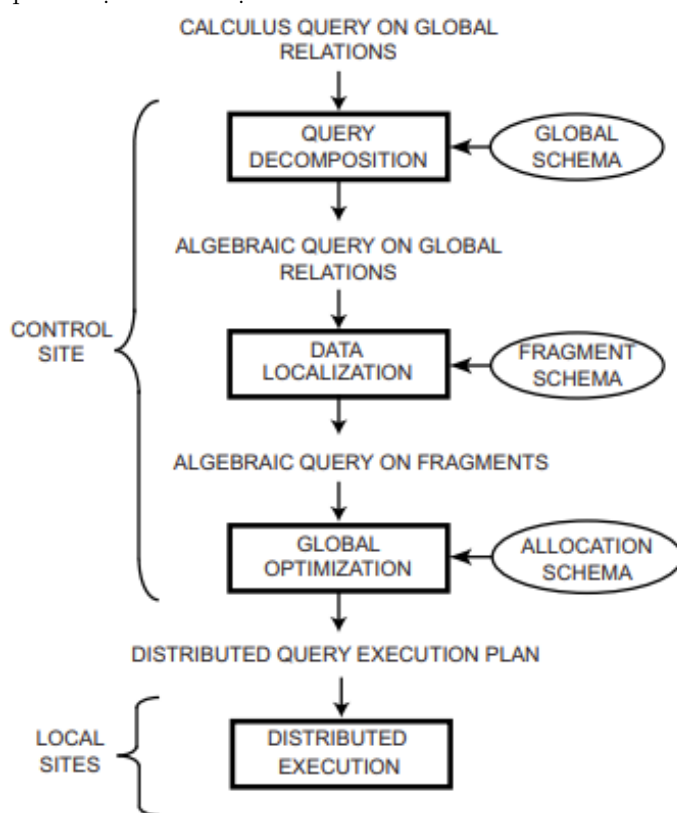 CALCULUS QUERY ON GLOBAL
RELATIONS
QUERY
DECOMPOSITION
GLOBAL
SCHEMA
ALGEBRAIC QUERY ON GLOBAL
RELATIONS
CONTROL
SITE
DATA
LOCALIZATION
FRAGMENT
SCHEMA
ALGEBRAIC QUERY ON FRAGMENTS
GLOBAL
OPTIMIZATION
ALLOCATION
SCHEMA
DISTRIBUTED QUERY EXECUTION PLAN
LOCAL
SITES
DISTRIBUTED
EXECUTION